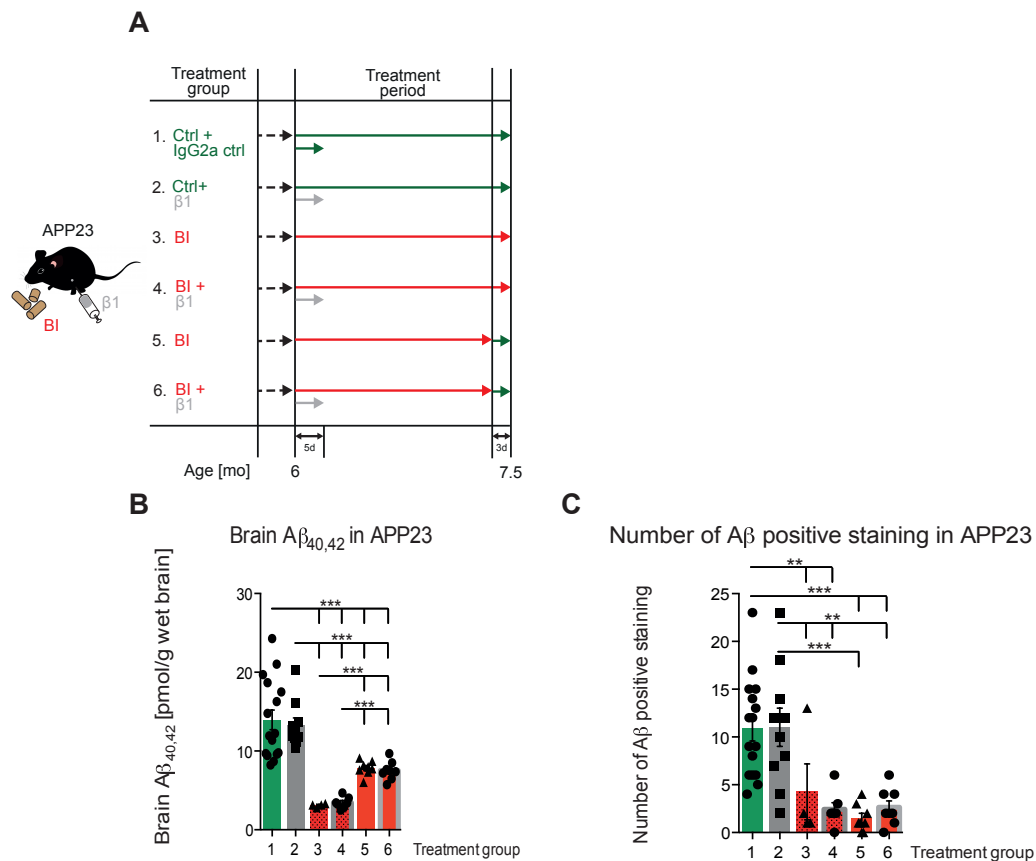 A
Treatment group
Treatment period
1. Ctrl +
IgG2a ctrl
2. Ctrl+
β1
3. BI
4. BI +
β1
5. BI
6. BI +
β1
APP23
BI
β1
5d
3d
Age [mo]
6
7.5
B
Brain Aβ40,42 in APP23
Brain Aβ40,42 [pmol/g wet brain]
30
20
10
0
***
***
***
***
1 2 3 4 5 6 Treatment group
C
Number of Aβ positive staining in APP23
Number of Aβ positive staining
25
20
15
10
5
0
**
***
**
***
1 2 3 4 5 6 Treatment group